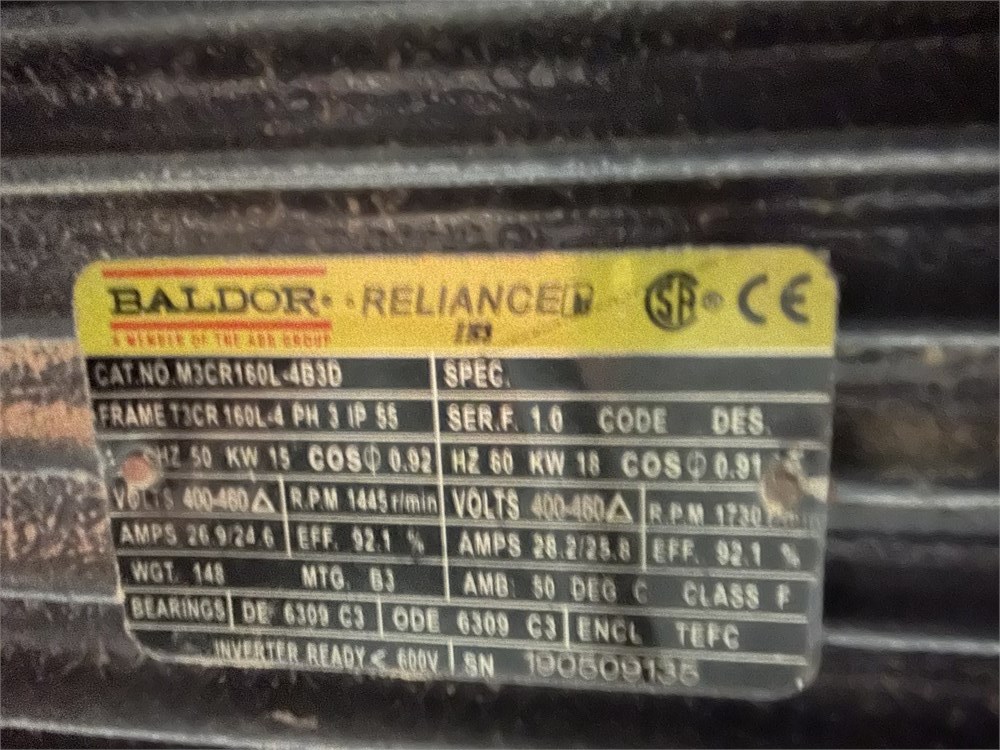 BALDOR · RELIANCE
A MEMBER OF THE ABB GROUP
CE
CAT.NO. M3CR160L-4B3D SPEC.
FRAME T3CR 160L-4 PH 3 IP 55 SER.F. 1.0 CODE DES.
HZ 50 KW 15 COSΦ 0.92 HZ 60 KW 18 COSΦ 0.91
VOLTS 400-460Δ R.P.M 1445 r/min VOLTS 400-460Δ R.P.M 1730
AMPS 26.9/24.6 EFF. 92.1 % AMPS 28.2/25.8 EFF. 92.1 %
WGT. 148 MTG. B3 AMB. 50 DEG C CLASS F
BEARINGS DE 6309 C3 ODE 6309 C3 ENCL TEFC
INVERTER READY < 600V SN 190509135